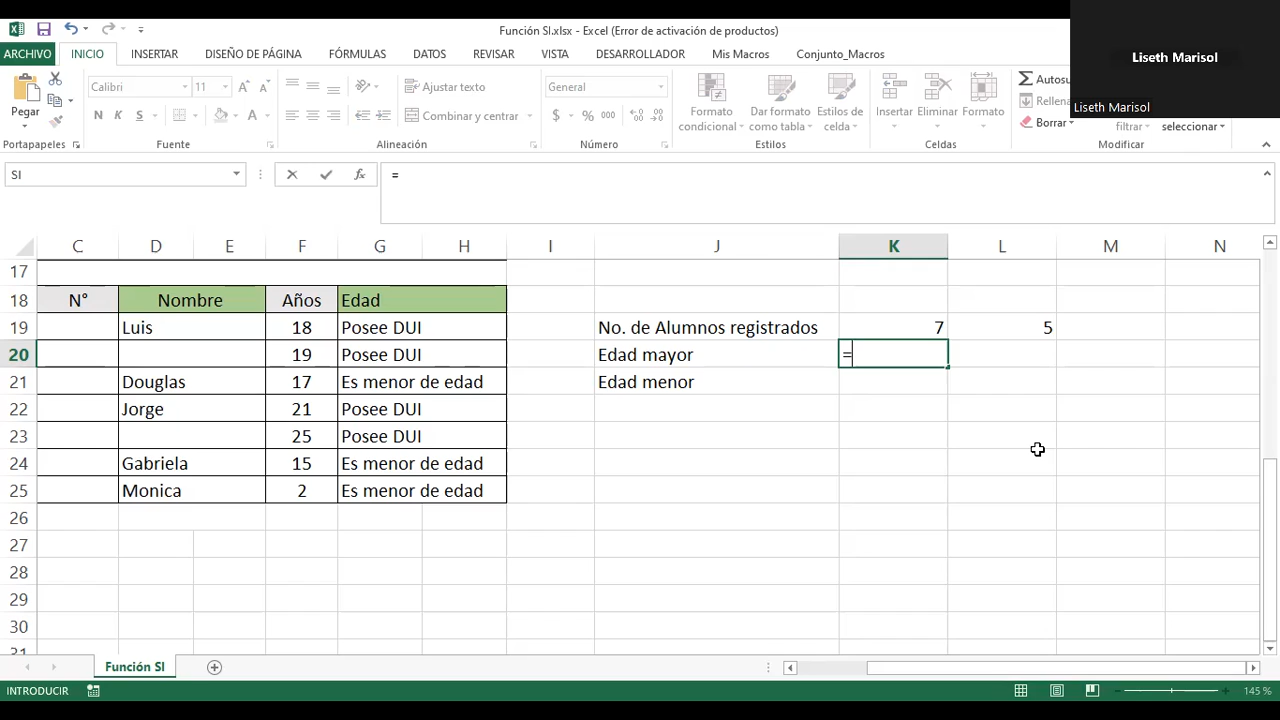 Función SI.xlsx - Excel (Error de activación de productos)
Liseth Marisol
Liseth Marisol
ARCHIVO INICIO INSERTAR DISEÑO DE PÁGINA FÓRMULAS DATOS REVISAR VISTA DESARROLLADOR Mis Macros Conjunto_Macros
Pegar
Calibri 11
N K S
Ajustar texto
Combinar y centrar
General
$ % 000
Formato condicional
Dar formato como tabla
Estilos de celda
Insertar Eliminar Formato
Autosu
Rellena
Borrar
filtrar
seleccionar
Portapapeles Fuente Alineación Número Estilos Celdas Modificar
SI fx =
C D E F G H I J K L M N
17
18 N° Nombre Años Edad
19 Luis 18 Posee DUI No. de Alumnos registrados 7 5
20 19 Posee DUI Edad mayor =
21 Douglas 17 Es menor de edad Edad menor
22 Jorge 21 Posee DUI
23 25 Posee DUI
24 Gabriela 15 Es menor de edad
25 Monica 2 Es menor de edad
26
27
28
29
30
31
Función SI
INTRODUCIR 145 %